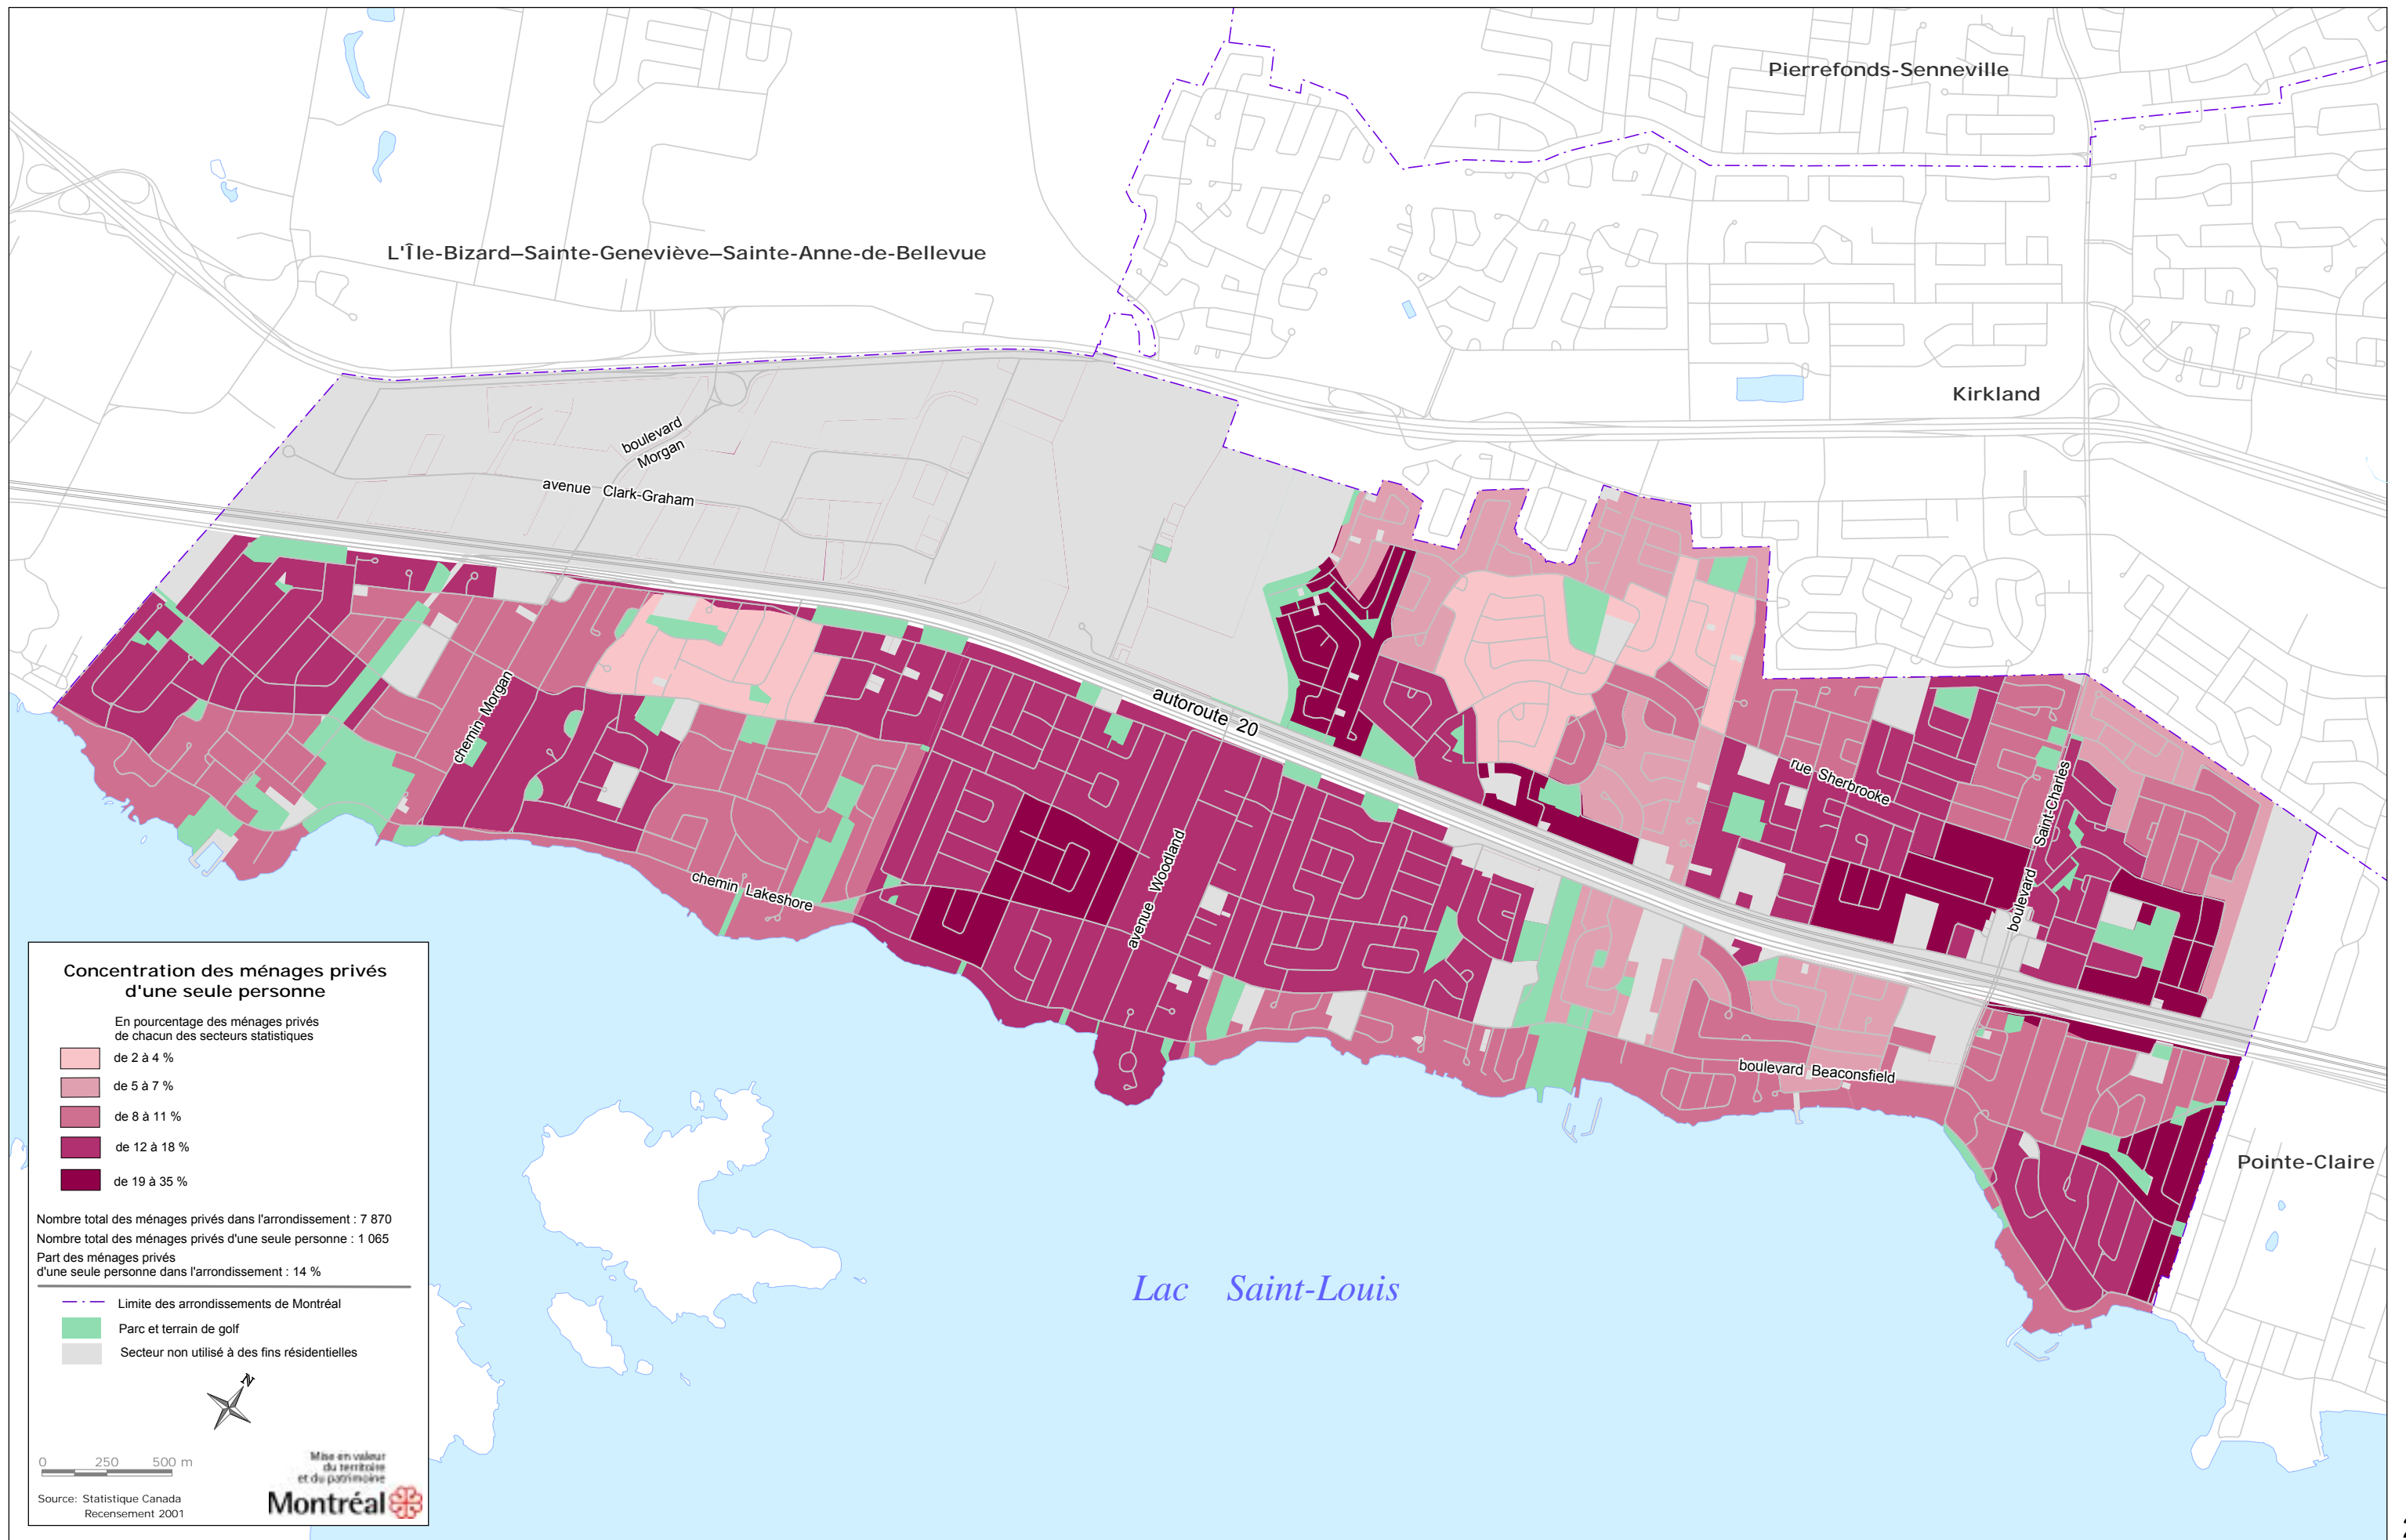 Pierrefonds-Senneville
L'Île-Bizard–Sainte-Geneviève–Sainte-Anne-de-Bellevue
Kirkland
boulevard
Morgan
avenue Clark-Graham
chemin Morgan
autoroute 20
rue Sherbrooke
boulevard Saint-Charles
avenue Woodland
chemin Lakeshore
boulevard Beaconsfield
Pointe-Claire
Lac Saint-Louis
Concentration des ménages privés
d'une seule personne
En pourcentage des ménages privés
de chacun des secteurs statistiques
de 2 à 4 %
de 5 à 7 %
de 8 à 11 %
de 12 à 18 %
de 19 à 35 %
Nombre total des ménages privés dans l'arrondissement : 7 870
Nombre total des ménages privés d'une seule personne : 1 065
Part des ménages privés
d'une seule personne dans l'arrondissement : 14 %
Limite des arrondissements de Montréal
Parc et terrain de golf
Secteur non utilisé à des fins résidentielles
N
0 250 500 m
Mise en valeur
du territoire
et du patrimoine
Montréal
Source: Statistique Canada
Recensement 2001